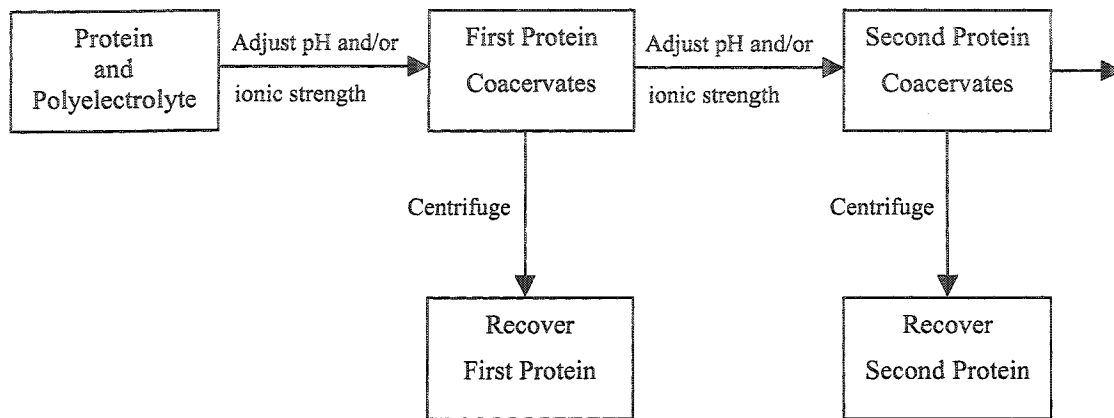 Protein
and
Polyelectrolyte
Adjust pH and/or
ionic strength
First Protein
Coacervates
Adjust pH and/or
ionic strength
Second Protein
Coacervates
Centrifuge
Centrifuge
Recover
First Protein
Recover
Second Protein